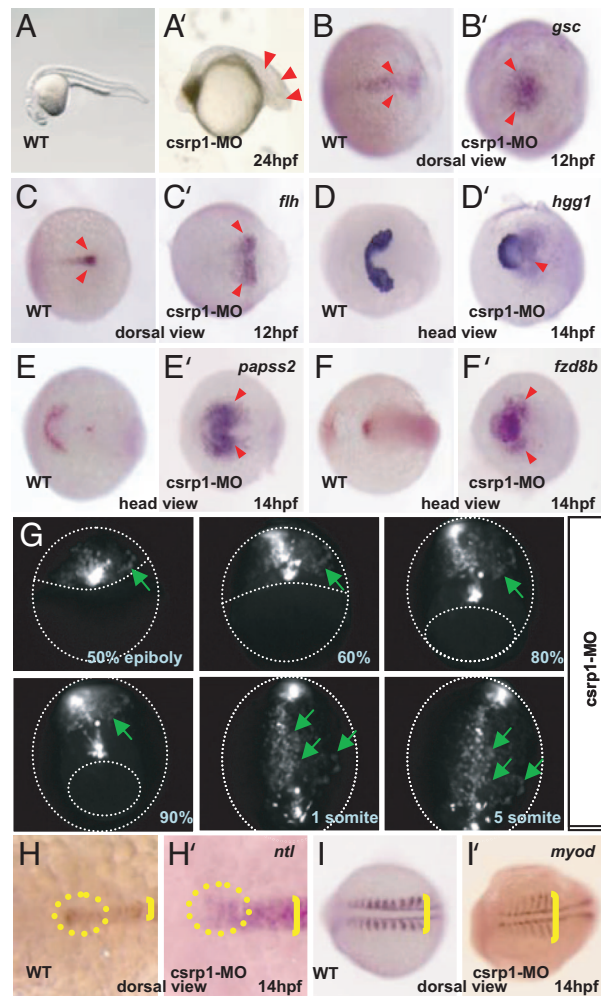 A A' B B' gsc
WT csrp1-MO 24hpf WT csrp1-MO dorsal view 12hpf
C C' flh D D' hgg1
WT csrp1-MO dorsal view 12hpf WT csrp1-MO head view 14hpf
E E' papss2 F F' fzd8b
WT csrp1-MO head view 14hpf WT csrp1-MO head view 14hpf
G
50% epiboly 60% 80%
csrp1-MO
90% 1 somite 5 somite
H H' ntl I I' myod
WT csrp1-MO dorsal view 14hpf WT csrp1-MO dorsal view 14hpf